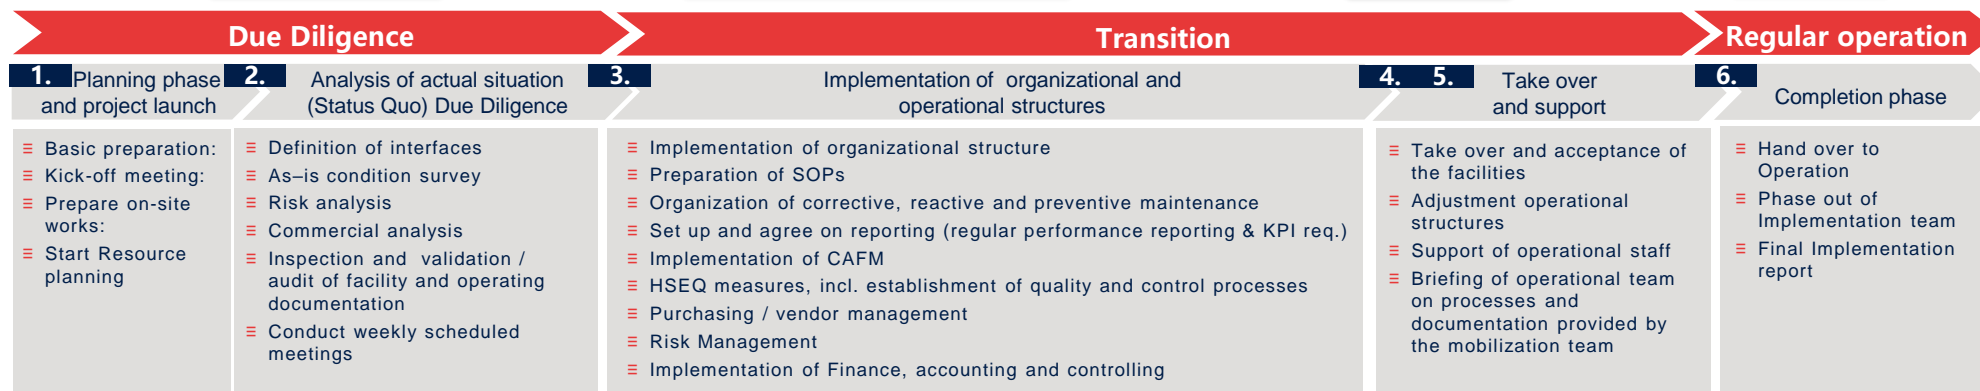 Due Diligence
Transition
Regular operation
1. Planning phase
and project launch
2. Analysis of actual situation
(Status Quo) Due Diligence
3. Implementation of organizational and
operational structures
4. 5. Take over
and support
6. Completion phase
Basic preparation:
Kick-off meeting:
Prepare on-site
works:
Start Resource
planning
Definition of interfaces
As–is condition survey
Risk analysis
Commercial analysis
Inspection and validation /
audit of facility and operating
documentation
Conduct weekly scheduled
meetings
Implementation of organizational structure
Preparation of SOPs
Organization of corrective, reactive and preventive maintenance
Set up and agree on reporting (regular performance reporting & KPI req.)
Implementation of CAFM
HSEQ measures, incl. establishment of quality and control processes
Purchasing / vendor management
Risk Management
Implementation of Finance, accounting and controlling
Take over and acceptance of
the facilities
Adjustment operational
structures
Support of operational staff
Briefing of operational team
on processes and
documentation provided by
the mobilization team
Hand over to
Operation
Phase out of
Implementation team
Final Implementation
report